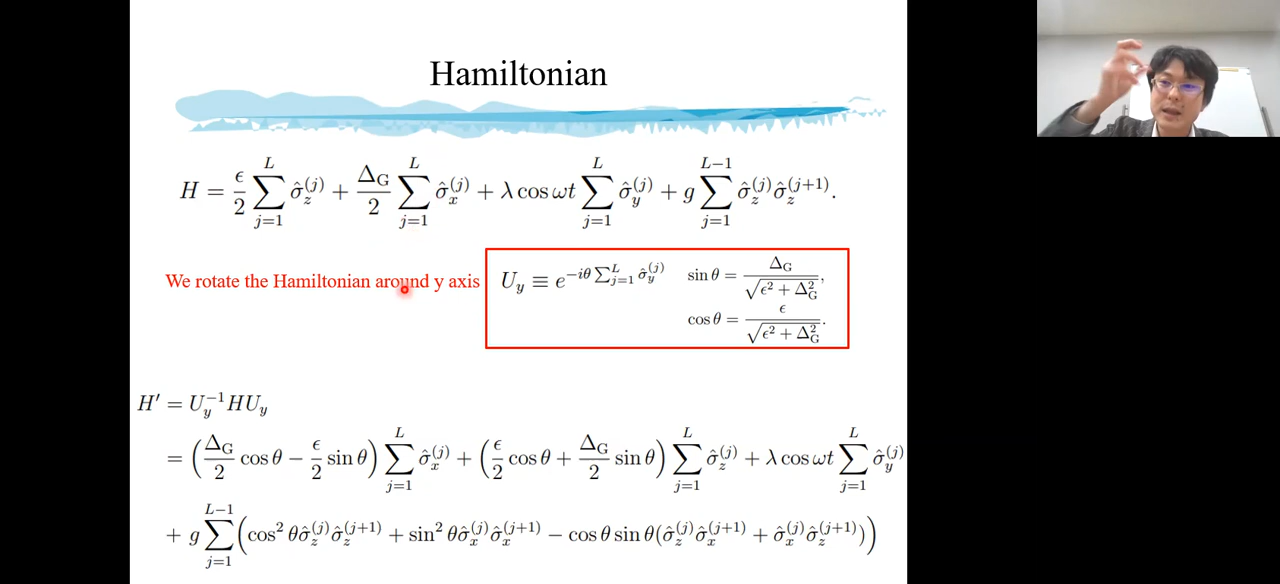 Hamiltonian
H = \frac{\epsilon}{2} \sum_{j=1}^{L} \hat{\sigma}_z^{(j)} + \frac{\Delta_G}{2} \sum_{j=1}^{L} \hat{\sigma}_x^{(j)} + \lambda \cos \omega t \sum_{j=1}^{L} \hat{\sigma}_y^{(j)} + g \sum_{j=1}^{L-1} \hat{\sigma}_z^{(j)} \hat{\sigma}_z^{(j+1)}.
We rotate the Hamiltonian around y axis
U_y \equiv e^{-i\theta \sum_{j=1}^{L} \hat{\sigma}_y^{(j)}}
\sin\theta = \frac{\Delta_G}{\sqrt{\epsilon^2 + \Delta_G^2}},
\cos\theta = \frac{\epsilon}{\sqrt{\epsilon^2 + \Delta_G^2}}.
H' = U_y^{-1} H U_y
= (\frac{\Delta_G}{2} \cos\theta - \frac{\epsilon}{2} \sin\theta) \sum_{j=1}^{L} \hat{\sigma}_x^{(j)} + (\frac{\epsilon}{2} \cos\theta + \frac{\Delta_G}{2} \sin\theta) \sum_{j=1}^{L} \hat{\sigma}_z^{(j)} + \lambda \cos \omega t \sum_{j=1}^{L} \hat{\sigma}_y^{(j)}
+ g \sum_{j=1}^{L-1} (\cos^2\theta \hat{\sigma}_z^{(j)} \hat{\sigma}_z^{(j+1)} + \sin^2\theta \hat{\sigma}_x^{(j)} \hat{\sigma}_x^{(j+1)} - \cos\theta \sin\theta (\hat{\sigma}_z^{(j)} \hat{\sigma}_x^{(j+1)} + \hat{\sigma}_x^{(j)} \hat{\sigma}_z^{(j+1)}))